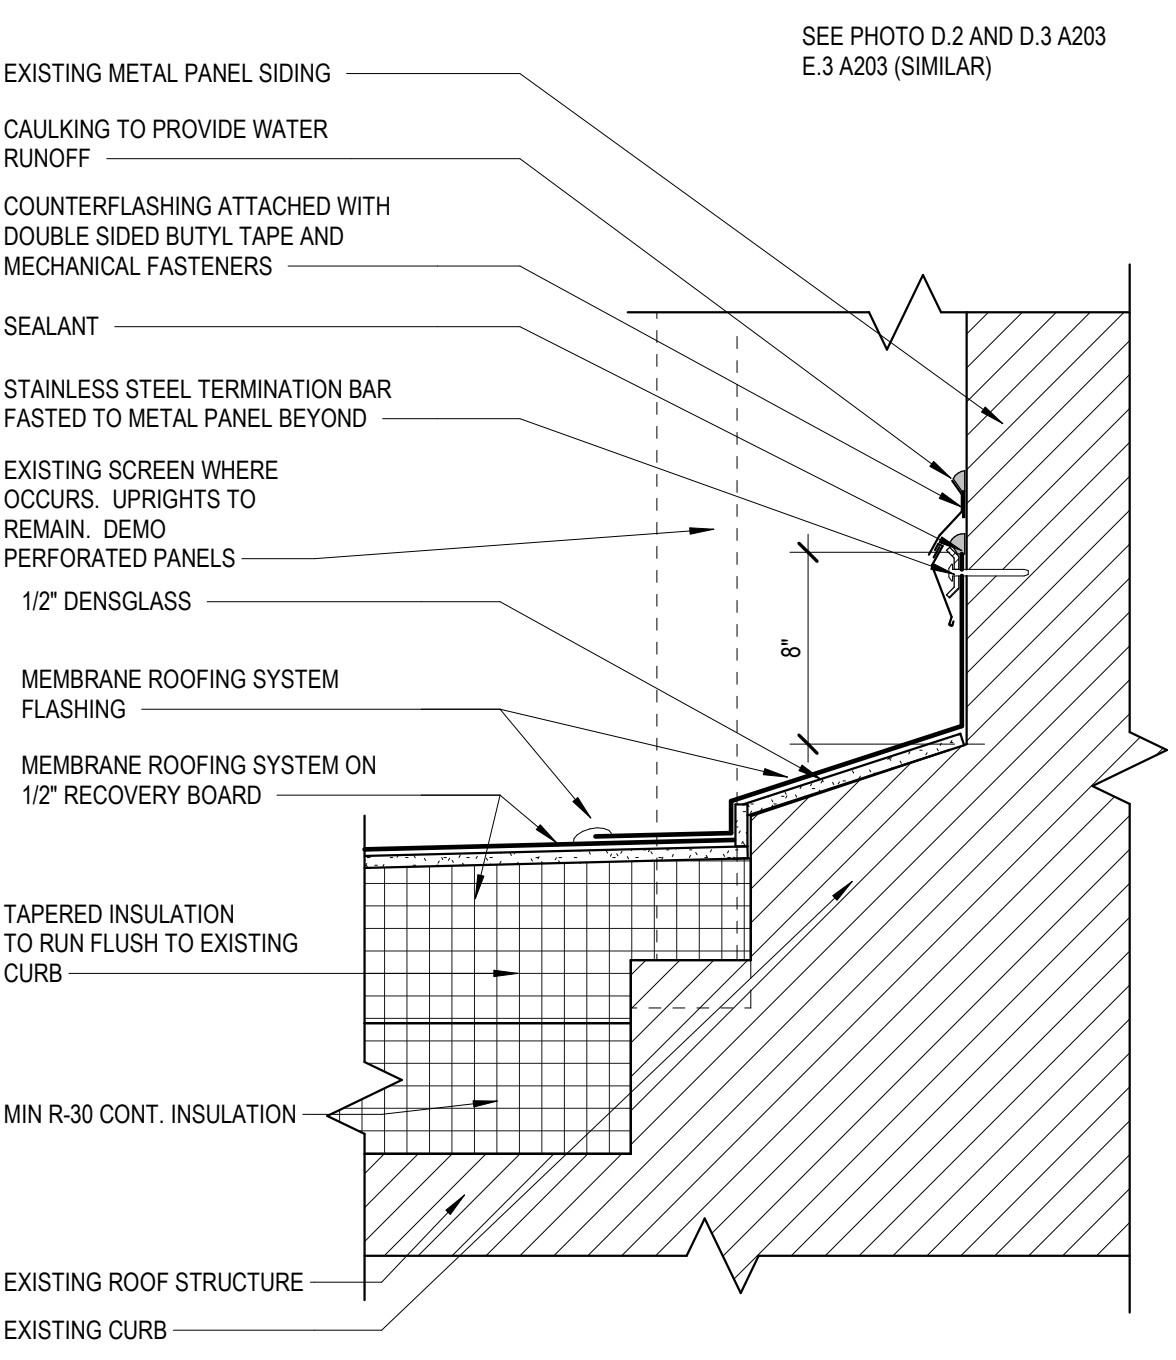 SEE PHOTO D.2 AND D.3 A203
E.3 A203 (SIMILAR)
EXISTING METAL PANEL SIDING
CAULKING TO PROVIDE WATER
RUNOFF
COUNTERFLASHING ATTACHED WITH
DOUBLE SIDED BUTYL TAPE AND
MECHANICAL FASTENERS
SEALANT
STAINLESS STEEL TERMINATION BAR
FASTED TO METAL PANEL BEYOND
EXISTING SCREEN WHERE
OCCURS. UPRIGHTS TO
REMAIN. DEMO
PERFORATED PANELS
1/2" DENSGLASS
8"
MEMBRANE ROOFING SYSTEM
FLASHING
MEMBRANE ROOFING SYSTEM ON
1/2" RECOVERY BOARD
TAPERED INSULATION
TO RUN FLUSH TO EXISTING
CURB
MIN R-30 CONT. INSULATION
EXISTING ROOF STRUCTURE
EXISTING CURB